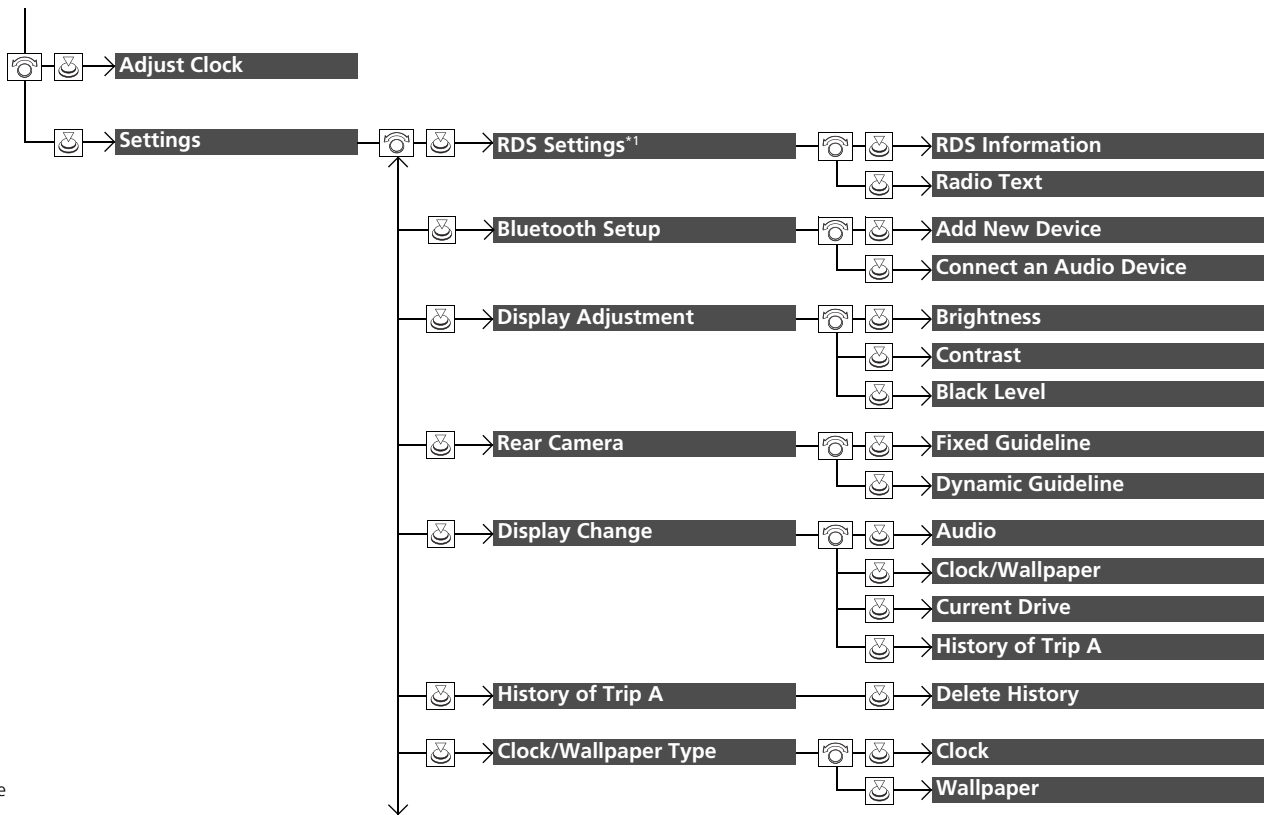 Adjust Clock
Settings
RDS Settings*1
RDS Information
Radio Text
Bluetooth Setup
Add New Device
Connect an Audio Device
Display Adjustment
Brightness
Contrast
Black Level
Rear Camera
Fixed Guideline
Dynamic Guideline
Display Change
Audio
Clock/Wallpaper
Current Drive
History of Trip A
History of Trip A
Delete History
Clock/Wallpaper Type
Clock
Wallpaper
e